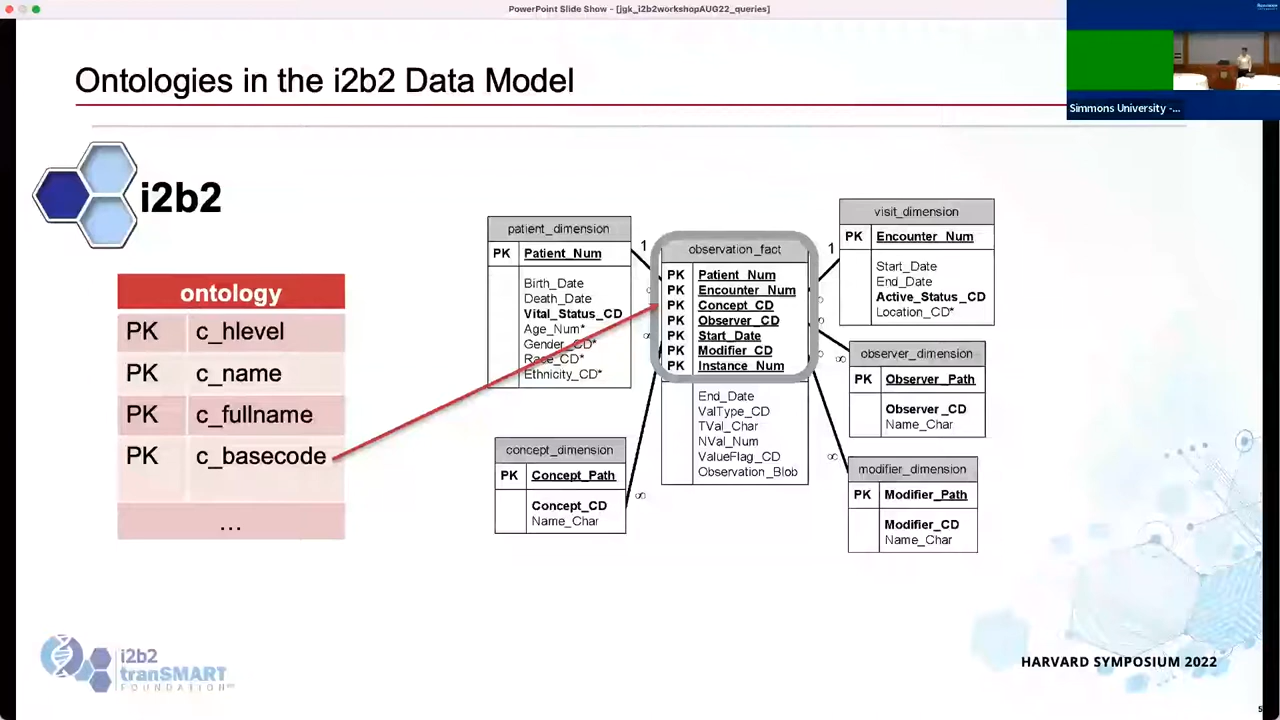 PowerPoint Slide Show - [jgk_i2b2workshopAUG22_queries]
Ontologies in the i2b2 Data Model
Simmons University -...
i2b2
ontology
PK c_hlevel
PK c_name
PK c_fullname
PK c_basecode
...
patient_dimension
PK Patient_Num
Birth_Date
Death_Date
Vital_Status_CD
Age_Num*
Gender_CD*
Race_CD*
Ethnicity_CD*
1
∞
concept_dimension
PK Concept_Path
Concept_CD
Name_Char
∞
observation_fact
PK Patient_Num
PK Encounter_Num
PK Concept_CD
PK Observer_CD
PK Start_Date
PK Modifier_CD
PK Instance_Num
End_Date
ValType_CD
TVal_Char
NVal_Num
ValueFlag_CD
Observation_Blob
1
visit_dimension
PK Encounter_Num
Start_Date
End_Date
Active_Status_CD
Location_CD*
∞
observer_dimension
PK Observer_Path
Observer_CD
Name_Char
∞
modifier_dimension
PK Modifier_Path
Modifier_CD
Name_Char
i2b2
tranSMART
FOUNDATION
HARVARD SYMPOSIUM 2022